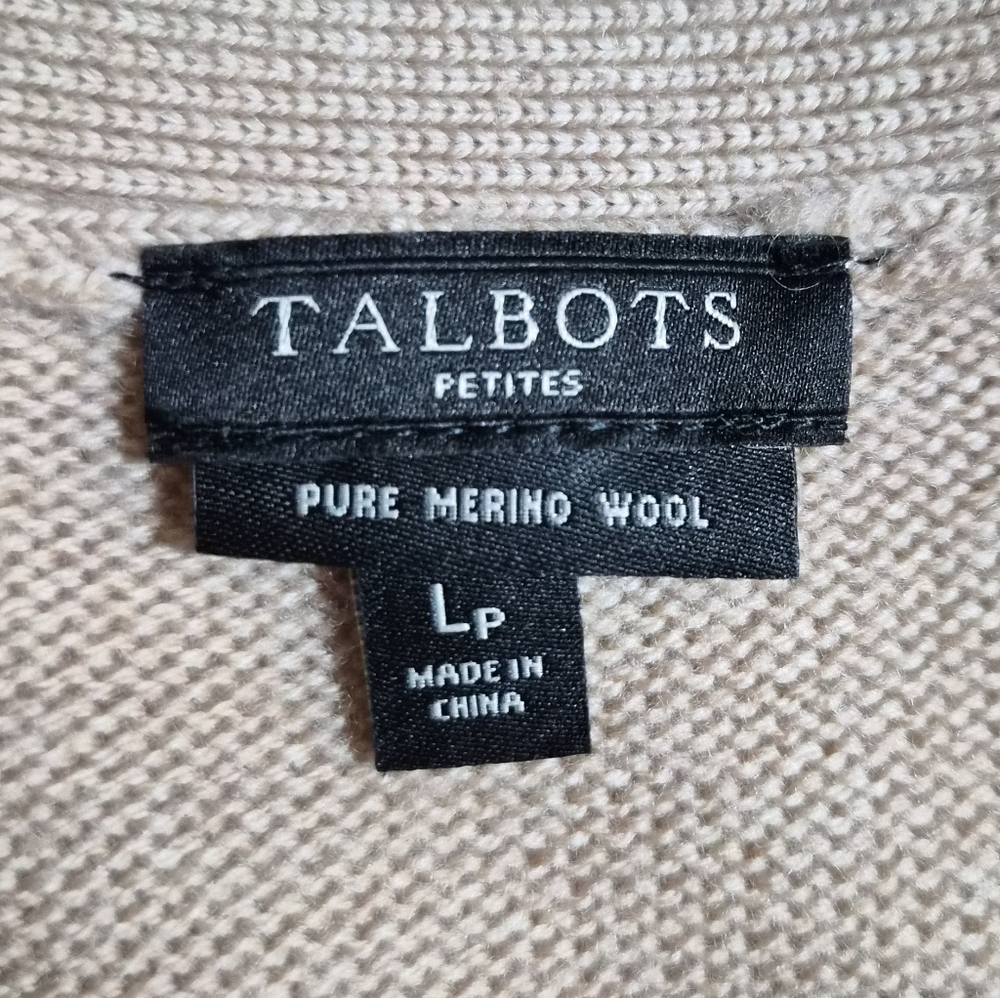 TALBOTS
PETITES
PURE MERINO WOOL
LP
MADE IN
CHINA